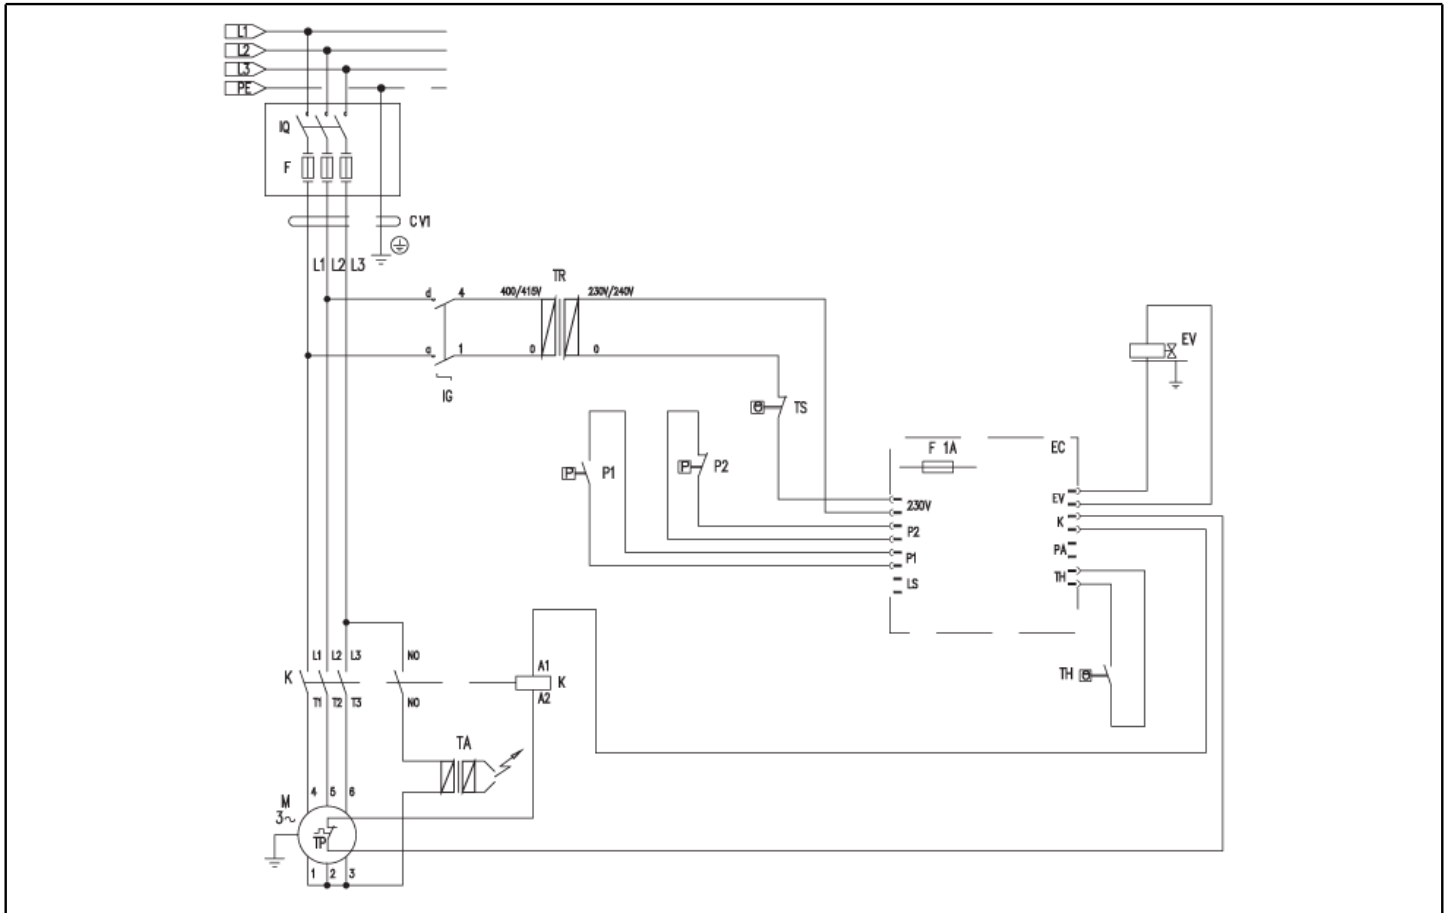 L1
L2
L3
PE
IQ
F
CV1
L1 L2 L3
TR
d 4 400/415V 230V/240V
a 1 0 0
IG
EV
TS
P1
P2
F 1A
EC
230V
P2
P1
LS
EV
K
PA
TH
TH
L1 L2 L3 NO
K
T1 T2 T3 NO
A1
K
A2
TA
4 5 6
M
3~
TP
1 2 3